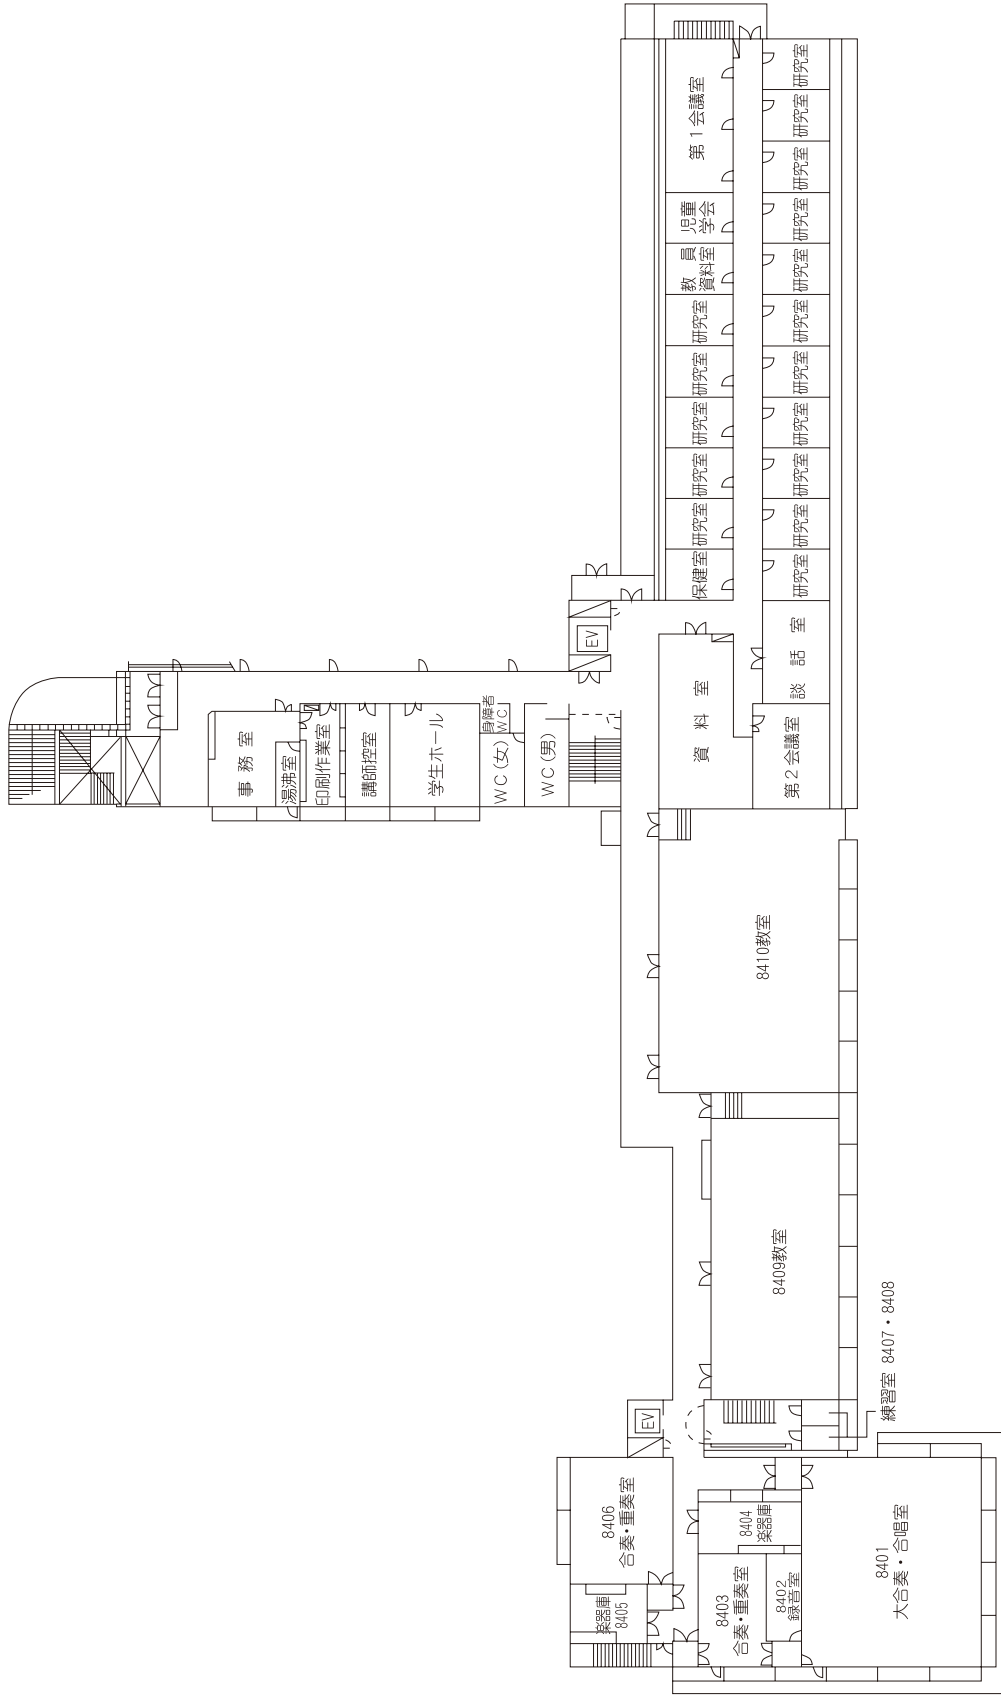 第1会議室
児童
学会
教 員
資料室
研究室
研究室
研究室
研究室
研究室
保健室
研究室
研究室
研究室
研究室
研究室
研究室
研究室
研究室
研究室
研究室
研究室
談 話 室
第2会議室
資 料 室
EV
事 務 室
湯沸室
印刷作業室
講師控室
学生ホール
身障者
WC
WC(女)
WC(男)
8410教室
8409教室
練習室 8407・8408
EV
8406
合奏・重奏室
楽器庫
8405
8404
楽器庫
8403
合奏・重奏室
8402
録音室
8401
大合奏・合唱室